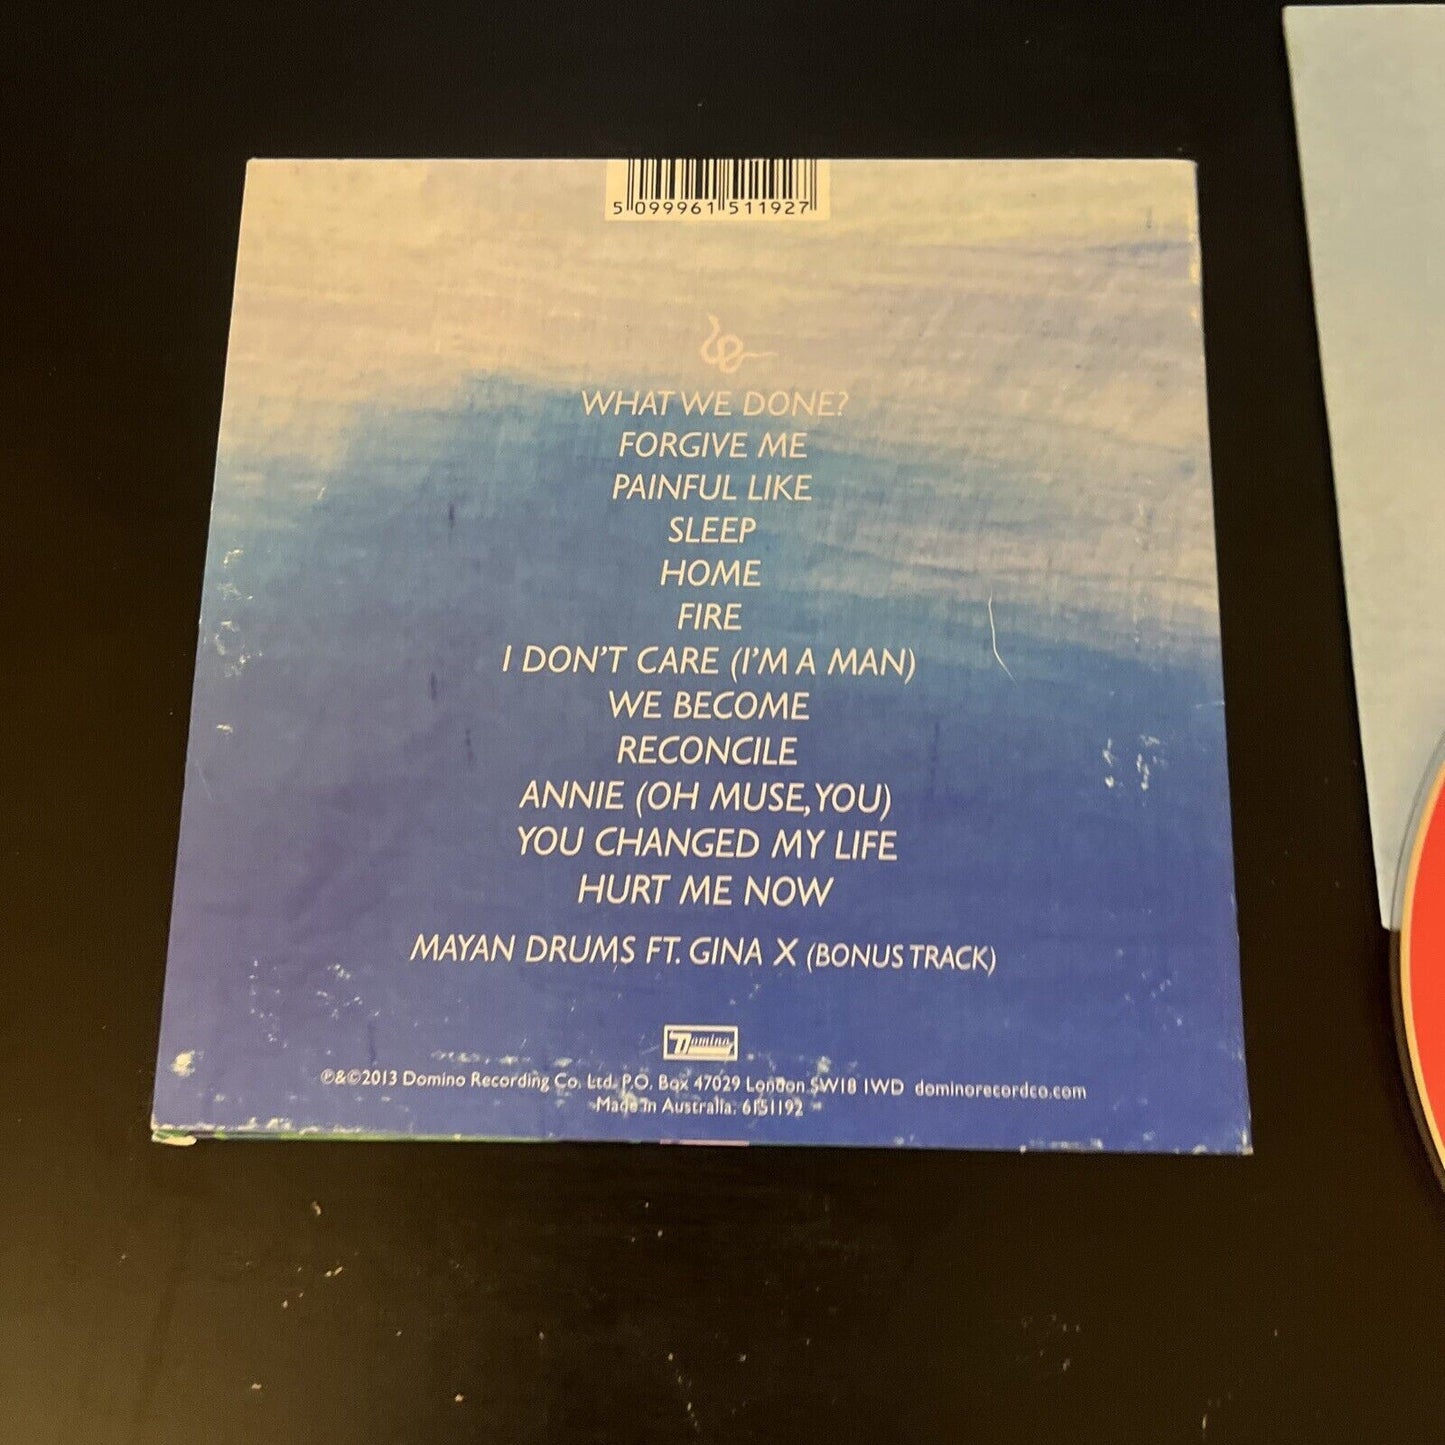 5 099961 511927
WHAT WE DONE?
FORGIVE ME
PAINFUL LIKE
SLEEP
HOME
FIRE
I DON'T CARE (I'M A MAN)
WE BECOME
RECONCILE
ANNIE (OH MUSE, YOU)
YOU CHANGED MY LIFE
HURT ME NOW
MAYAN DRUMS FT. GINA X (BONUS TRACK)
Domino
℗&©2013 Domino Recording Co. Ltd. P.O. Box 47029 London SW18 1WD dominorecordco.com
Made in Australia. 6151192